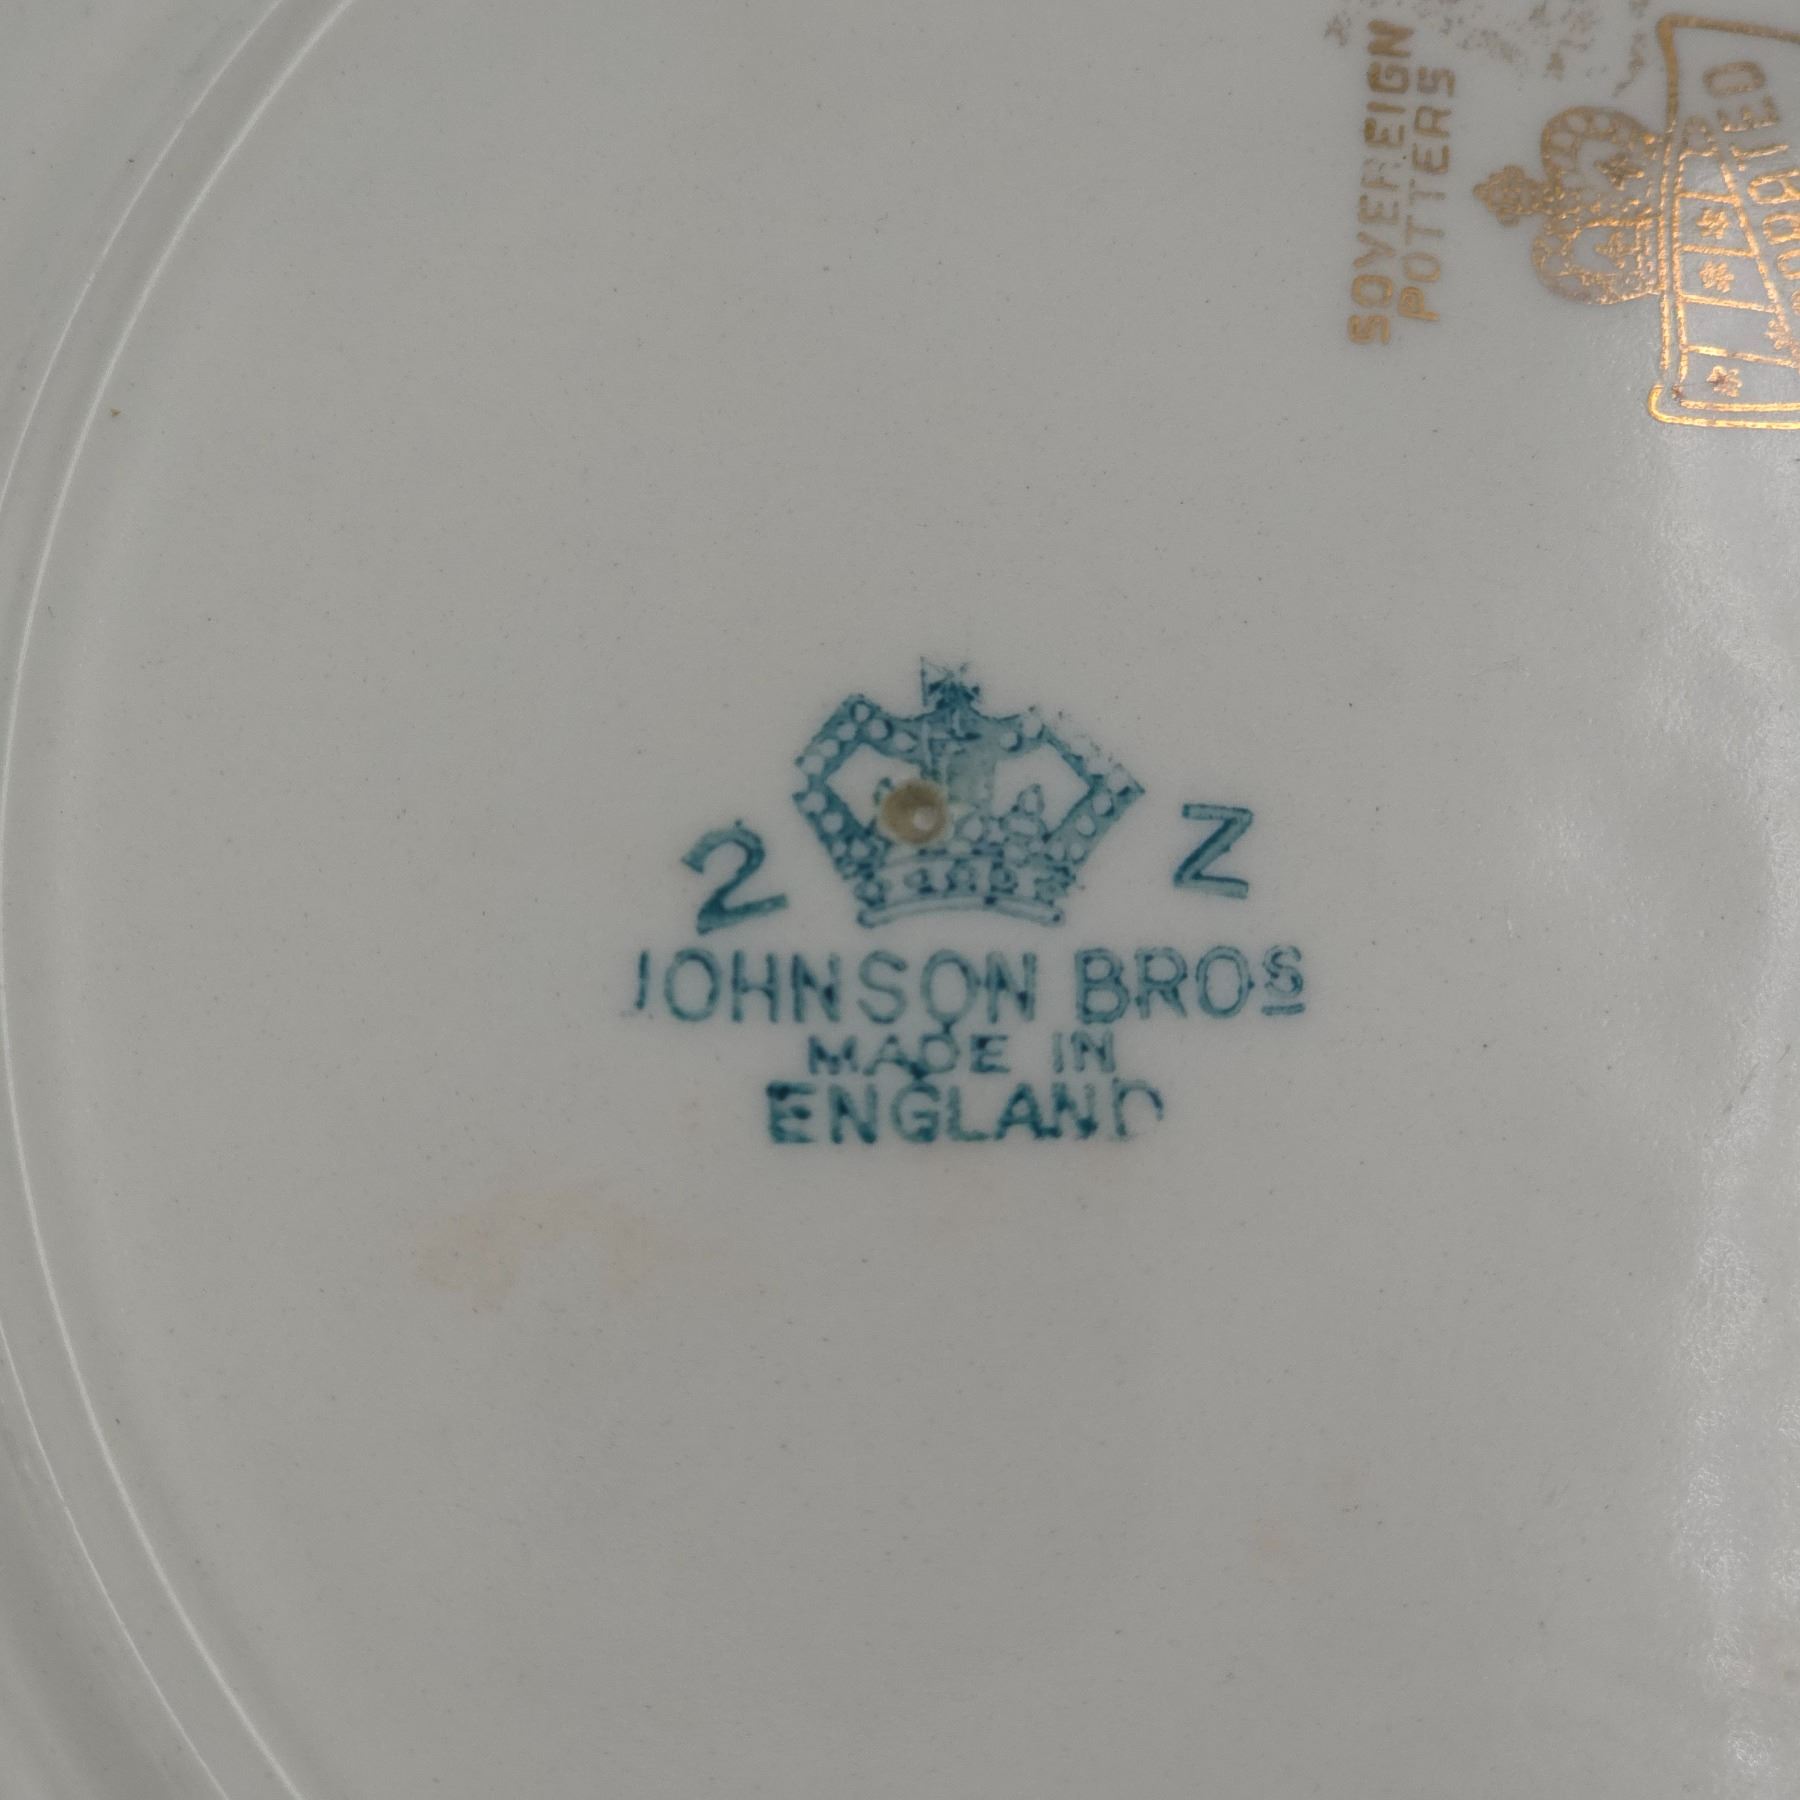 SOVEREIGN
POTTERS
2 Z
JOHNSON BROS
MADE IN
ENGLAND